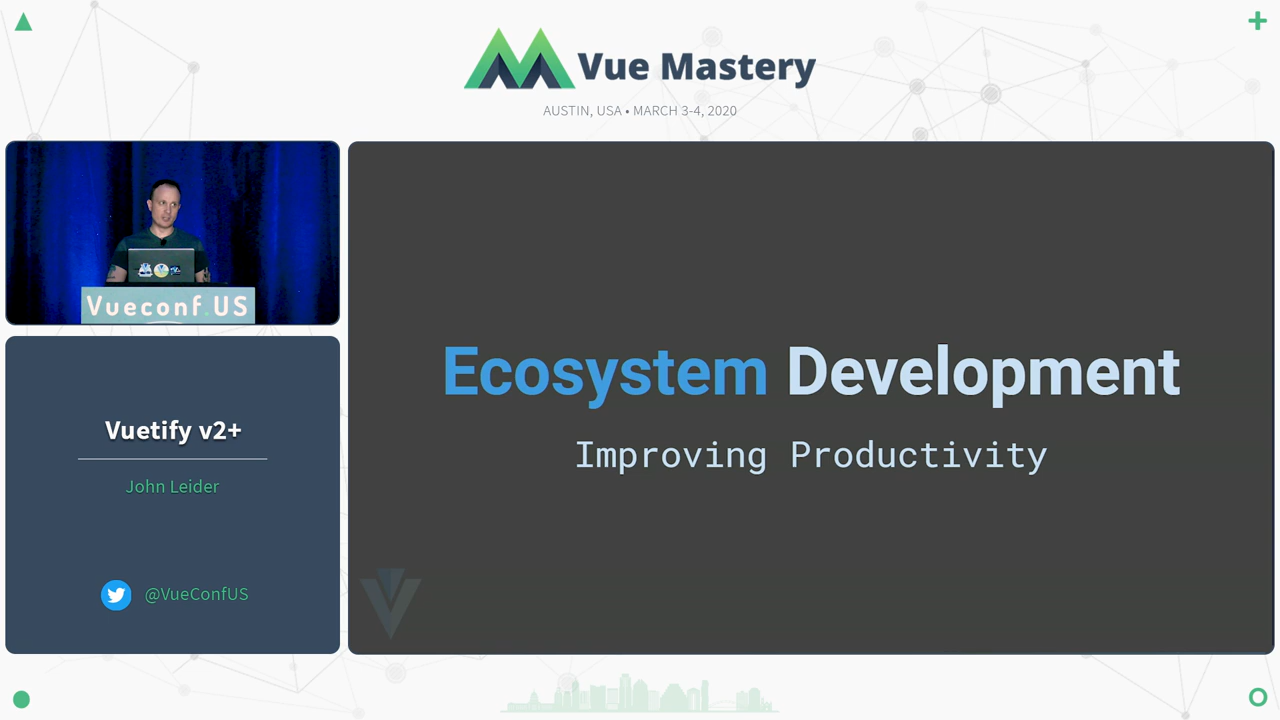 Vue Mastery
AUSTIN, USA • MARCH 3-4, 2020
Vueconf.US
Vuetify v2+
John Leider
@VueConfUS
Ecosystem Development
Improving Productivity